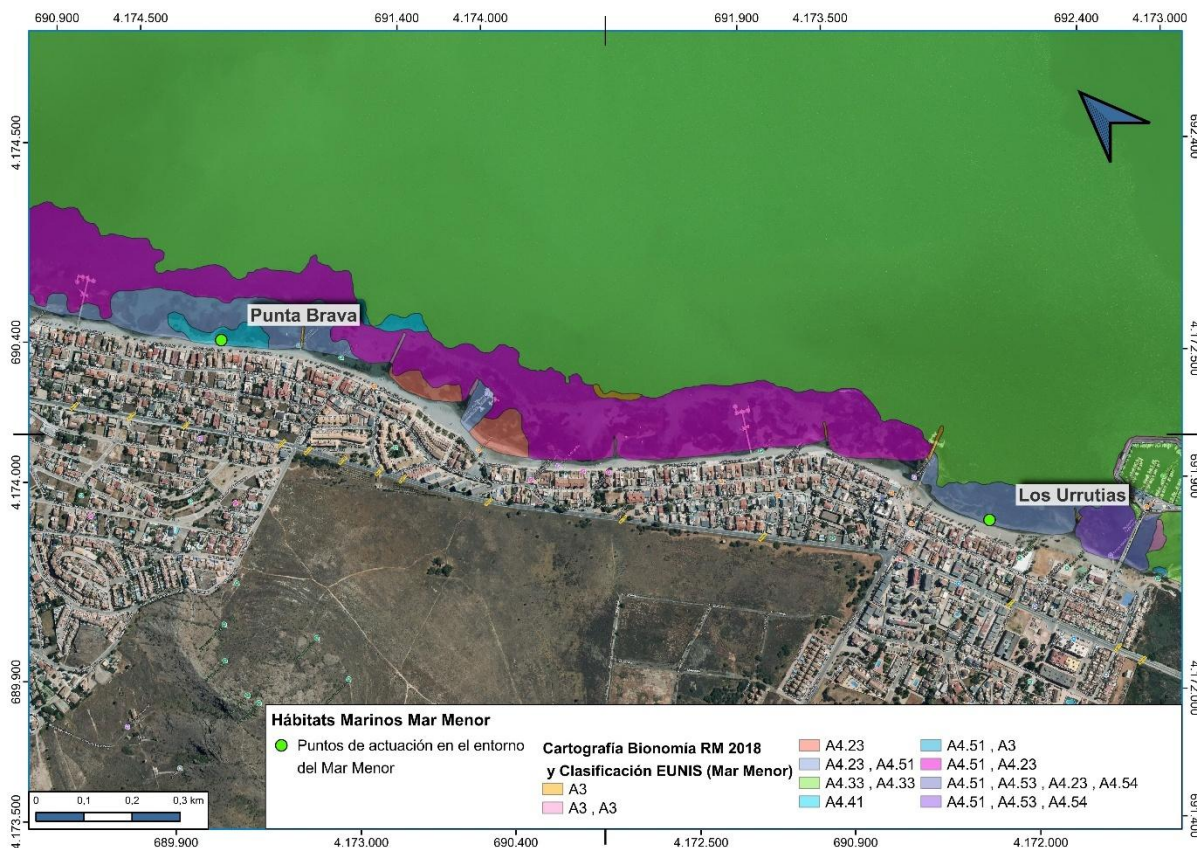 690.900
4.174.500
691.400
4.174.000
691.900
4.173.500
692.400
4.173.000
4.174.500
692.400
Punta Brava
690.400
4.172.500
4.174.000
691.900
Los Urrutias
689.900
4.172.000
Hábitats Marinos Mar Menor
Puntos de actuación en el entorno
del Mar Menor
Cartografía Bionomía RM 2018
y Clasificación EUNIS (Mar Menor)
A3
A3 , A3
A4.23
A4.23 , A4.51
A4.33 , A4.33
A4.41
A4.51 , A3
A4.51 , A4.23
A4.51 , A4.53 , A4.23 , A4.54
A4.51 , A4.53 , A4.54
0 0,1 0,2 0,3 km
4.173.500
691.400
689.900
4.173.000
690.400
4.172.500
690.900
4.172.000